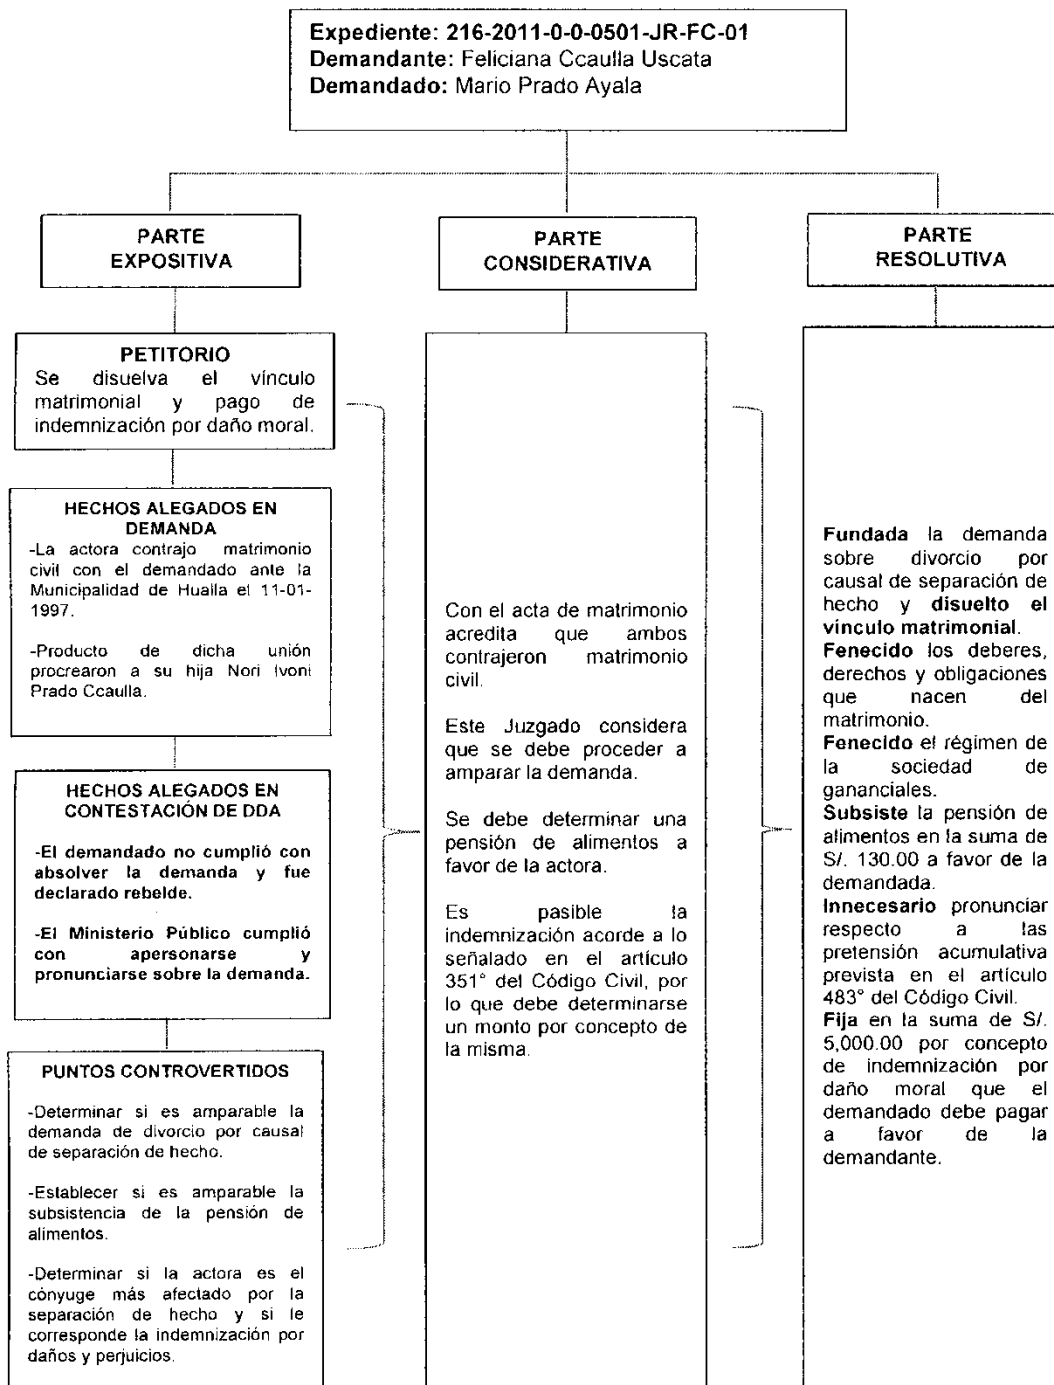 Expediente: 216-2011-0-0-0501-JR-FC-01
Demandante: Feliciana Ccaulla Uscata
Demandado: Mario Prado Ayala
PARTE
EXPOSITIVA
PETITORIO
Se disuelva el vínculo
matrimonial y pago de
indemnización por daño moral.
HECHOS ALEGADOS EN
DEMANDA
-La actora contrajo matrimonio
civil con el demandado ante la
Municipalidad de Hualla el 11-01-
1997.
-Producto de dicha unión
procrearon a su hija Nori Ivoni
Prado Ccaulla.
HECHOS ALEGADOS EN
CONTESTACIÓN DE DDA
-El demandado no cumplió con
absolver la demanda y fue
declarado rebelde.
-El Ministerio Público cumplió
con apersonarse y
pronunciarse sobre la demanda.
PUNTOS CONTROVERTIDOS
-Determinar si es amparable la
demanda de divorcio por causal
de separación de hecho.
-Establecer si es amparable la
subsistencia de la pensión de
alimentos.
-Determinar si la actora es el
cónyuge más afectado por la
separación de hecho y si le
corresponde la indemnización por
daños y perjuicios.
PARTE
CONSIDERATIVA
Con el acta de matrimonio
acredita que ambos
contrajeron matrimonio
civil.
Este Juzgado considera
que se debe proceder a
amparar la demanda.
Se debe determinar una
pensión de alimentos a
favor de la actora.
Es pasible la
indemnización acorde a lo
señalado en el artículo
351° del Código Civil, por
lo que debe determinarse
un monto por concepto de
la misma.
PARTE
RESOLUTIVA
Fundada la demanda
sobre divorcio por
causal de separación de
hecho y disuelto el
vínculo matrimonial.
Fenecido los deberes,
derechos y obligaciones
que nacen del
matrimonio.
Fenecido el régimen de
la sociedad de
gananciales.
Subsiste la pensión de
alimentos en la suma de
S/. 130.00 a favor de la
demandada.
Innecesario pronunciar
respecto a las
pretensión acumulativa
prevista en el artículo
483° del Código Civil.
Fija en la suma de S/.
5,000.00 por concepto
de indemnización por
daño moral que el
demandado debe pagar
a favor de la
demandante.